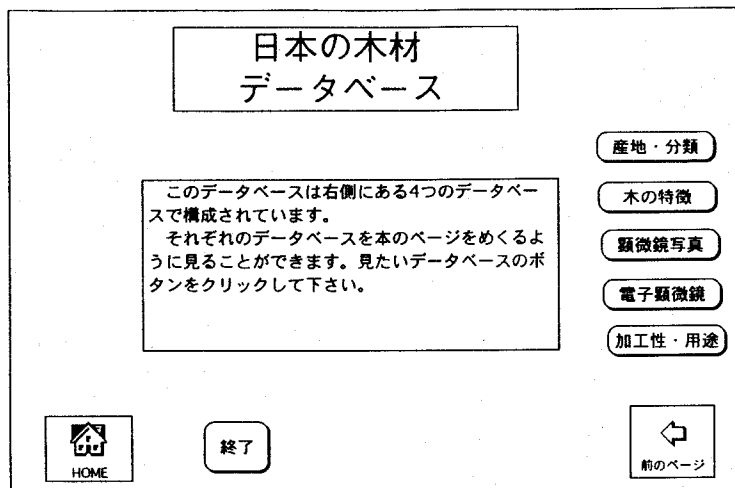 日本の木材
データベース
産地・分類
このデータベースは右側にある4つのデータベー
スで構成されています。
それぞれのデータベースを本のページをめくるよ
うに見ることができます。見たいデータベースのボ
タンをクリックして下さい。
木の特徴
顕微鏡写真
電子顕微鏡
加工性・用途
HOME
終了
前のページ